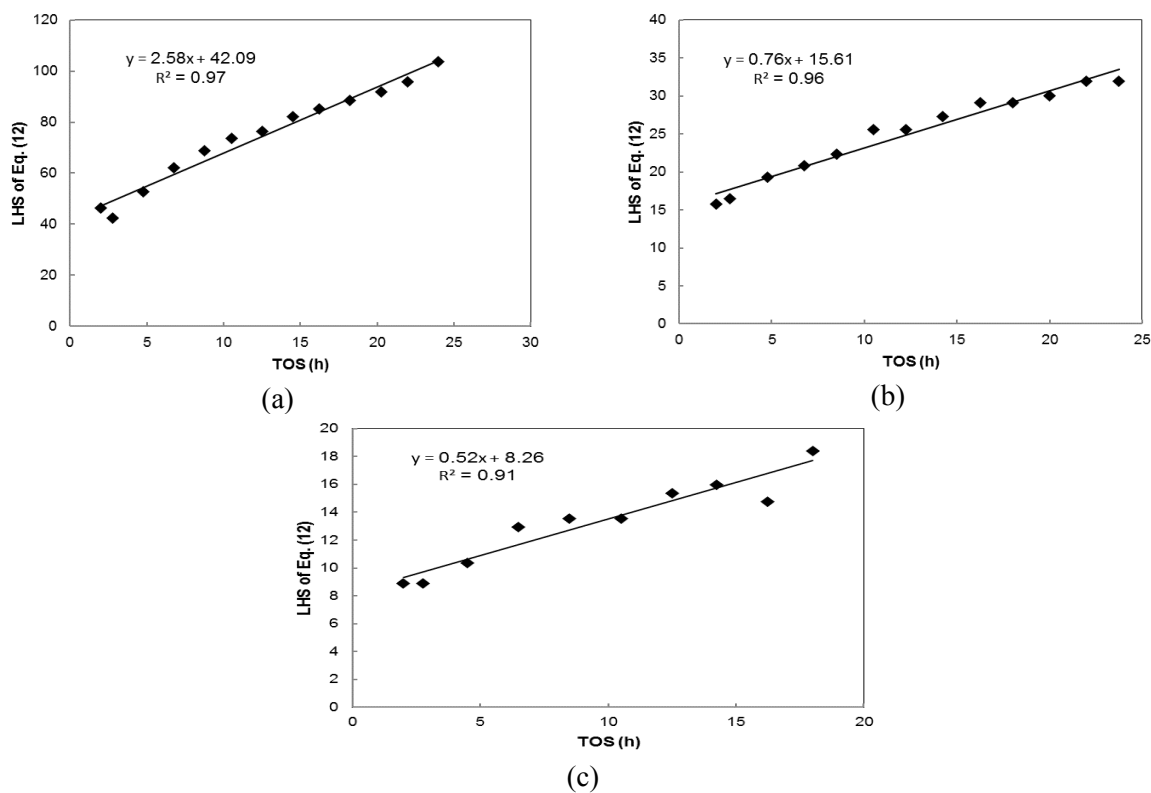 120
100
80
60
40
20
0
y = 2.58x + 42.09
R² = 0.97
LHS of Eq. (12)
0 5 10 15 20 25 30
TOS (h)
(a)
40
35
30
25
20
15
10
5
0
y = 0.76x + 15.61
R² = 0.96
LHS of Eq. (12)
0 5 10 15 20 25
TOS (h)
(b)
20
18
16
14
12
10
8
6
4
2
0
y = 0.52x + 8.26
R² = 0.91
LHS of Eq. (12)
0 5 10 15 20
TOS (h)
(c)